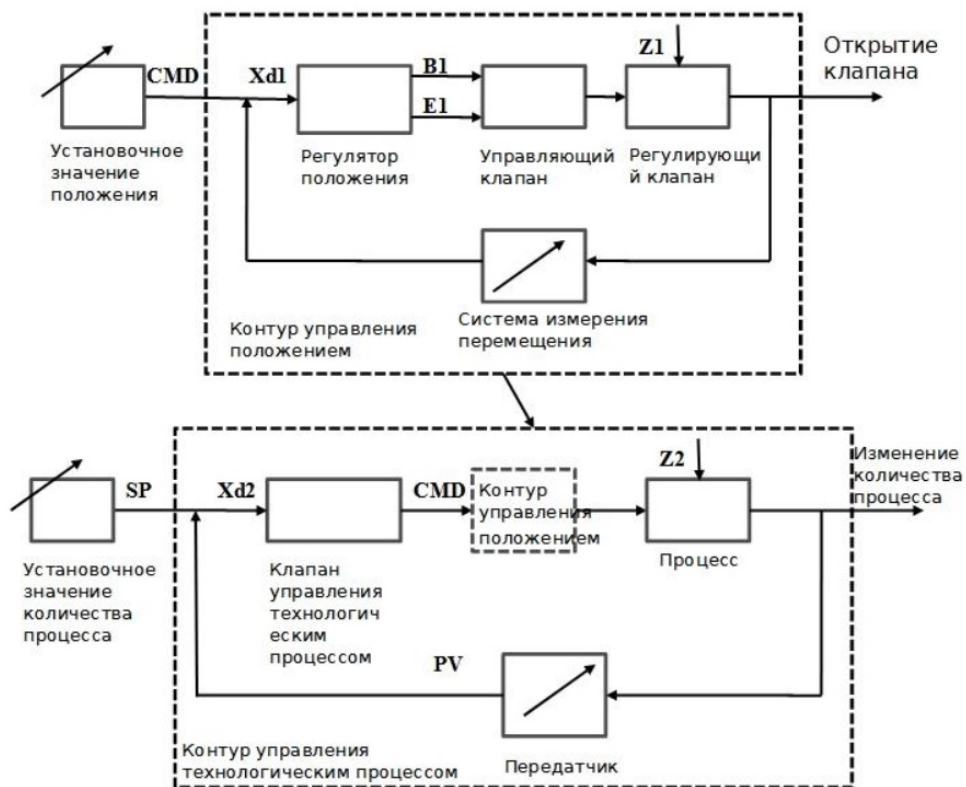 Z1
Открытие
клапана
CMD
Xd1
B1
E1
Установочное
значение
положения
Регулятор
положения
Управляющий
клапан
Регулирующи
й клапан
Контур управления
положением
Система измерения
перемещения
Z2
Изменение
количества
процесса
SP
Xd2
CMD
Контур
управления
положением
Установочное
значение
количества
процесса
Клапан
управления
технологич
еским
процессом
Процесс
PV
Контур управления
технологическим процессом
Передатчик